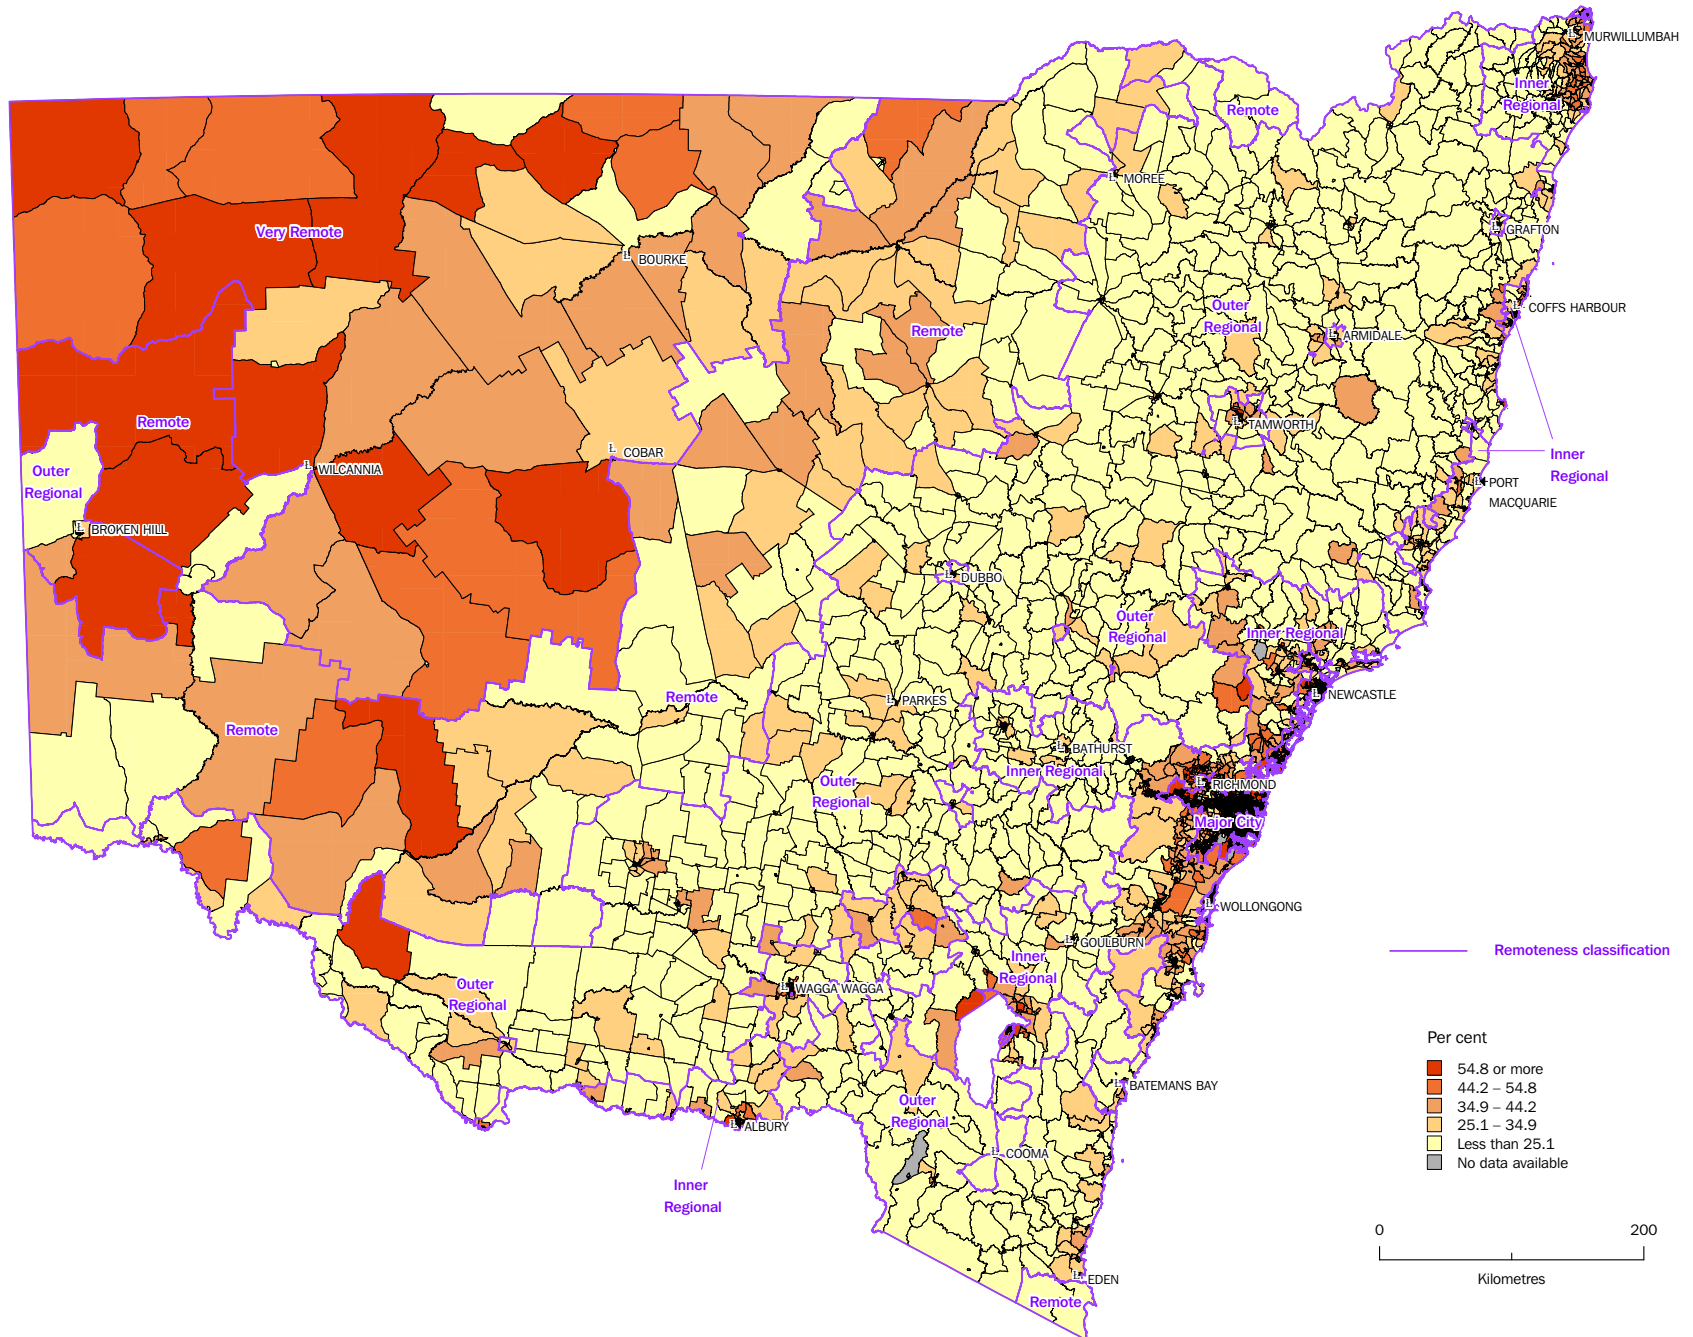 MURWILLUMBAH
Inner
Regional
Remote
MOREE
Very Remote
GRAFTON
BOURKE
COFFS HARBOUR
Outer
Regional
Remote
ARMIDALE
Remote
TAMWORTH
COBAR
Inner
Regional
Outer
Regional
WILCANNIA
PORT
MACQUARIE
BROKEN HILL
DUBBO
Outer
Regional
Inner Regional
Remote
PARKES
NEWCASTLE
Remote
BATHURST
Inner Regional
Outer
Regional
RICHMOND
Major City
WOLLONGONG
GOULBURN
Remoteness classification
Inner
Regional
Outer
Regional
WAGGA WAGGA
Per cent
54.8 or more
44.2 – 54.8
34.9 – 44.2
25.1 – 34.9
Less than 25.1
No data available
BATEMANS BAY
Outer
Regional
ALBURY
COOMA
Inner
Regional
0 200
Kilometres
EDEN
Remote